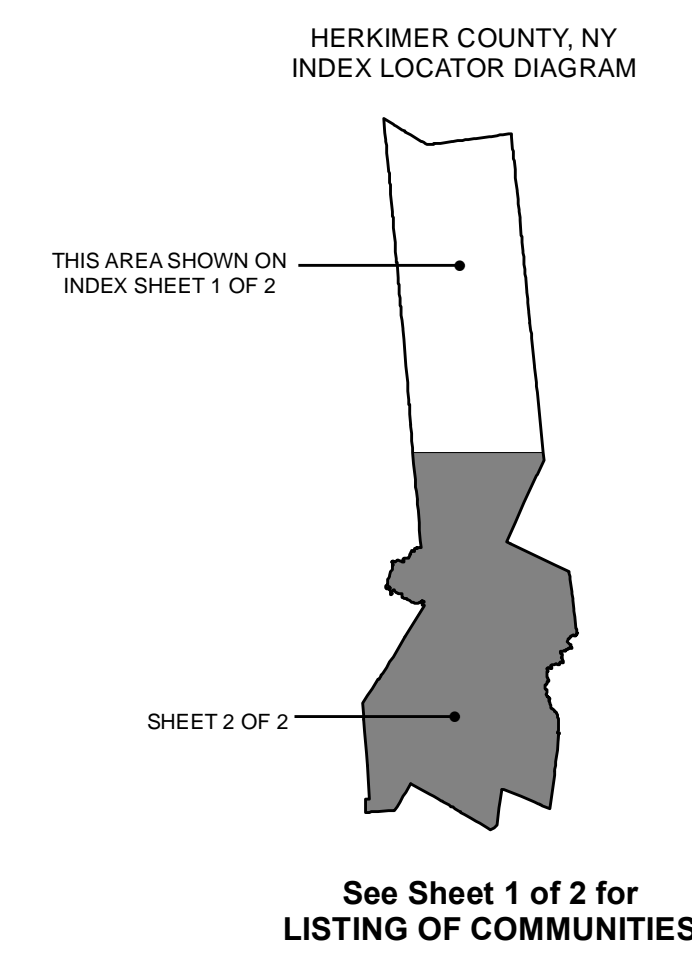 HERKIMER COUNTY, NY
INDEX LOCATOR DIAGRAM
THIS AREA SHOWN ON
INDEX SHEET 1 OF 2
SHEET 2 OF 2
See Sheet 1 of 2 for
LISTING OF COMMUNITIES